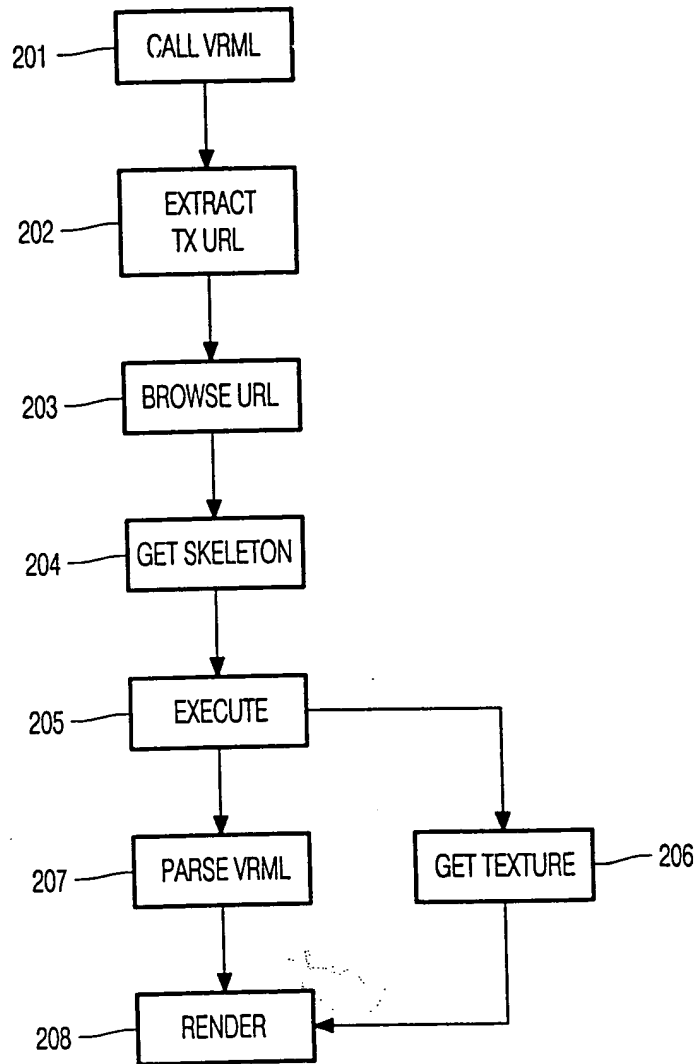 201
CALL VRML
202
EXTRACT
TX URL
203
BROWSE URL
204
GET SKELETON
205
EXECUTE
207
PARSE VRML
GET TEXTURE
206
208
RENDER